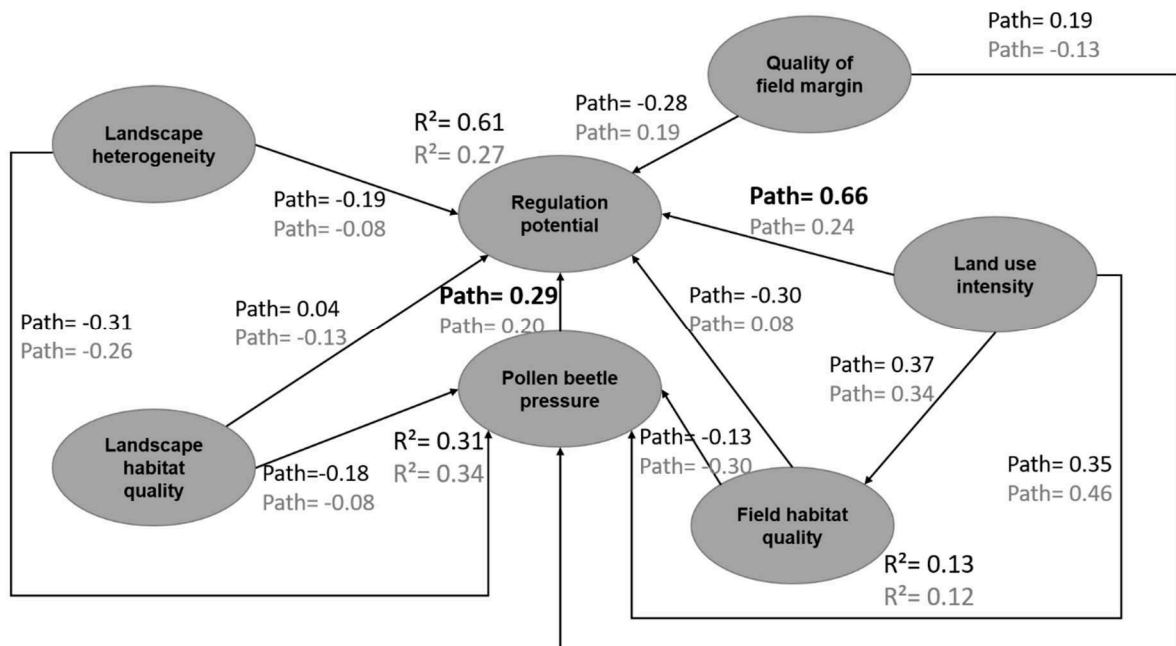 Path= 0.19
Path= -0.13
Quality of
field margin
Path= -0.28
Path= 0.19
R²= 0.61
R²= 0.27
Landscape
heterogeneity
Path= -0.19
Path= -0.08
Regulation
potential
Path= 0.66
Path= 0.24
Land use
intensity
Path= -0.31
Path= -0.26
Path= 0.04
Path= -0.13
Path= 0.29
Path= 0.20
Path= -0.30
Path= 0.08
Path= 0.37
Path= 0.34
Pollen beetle
pressure
Landscape
habitat
quality
Path=-0.18
Path= -0.08
R²= 0.31
R²= 0.34
Path= -0.13
Path= -0.30
Field habitat
quality
Path= 0.35
Path= 0.46
R²= 0.13
R²= 0.12